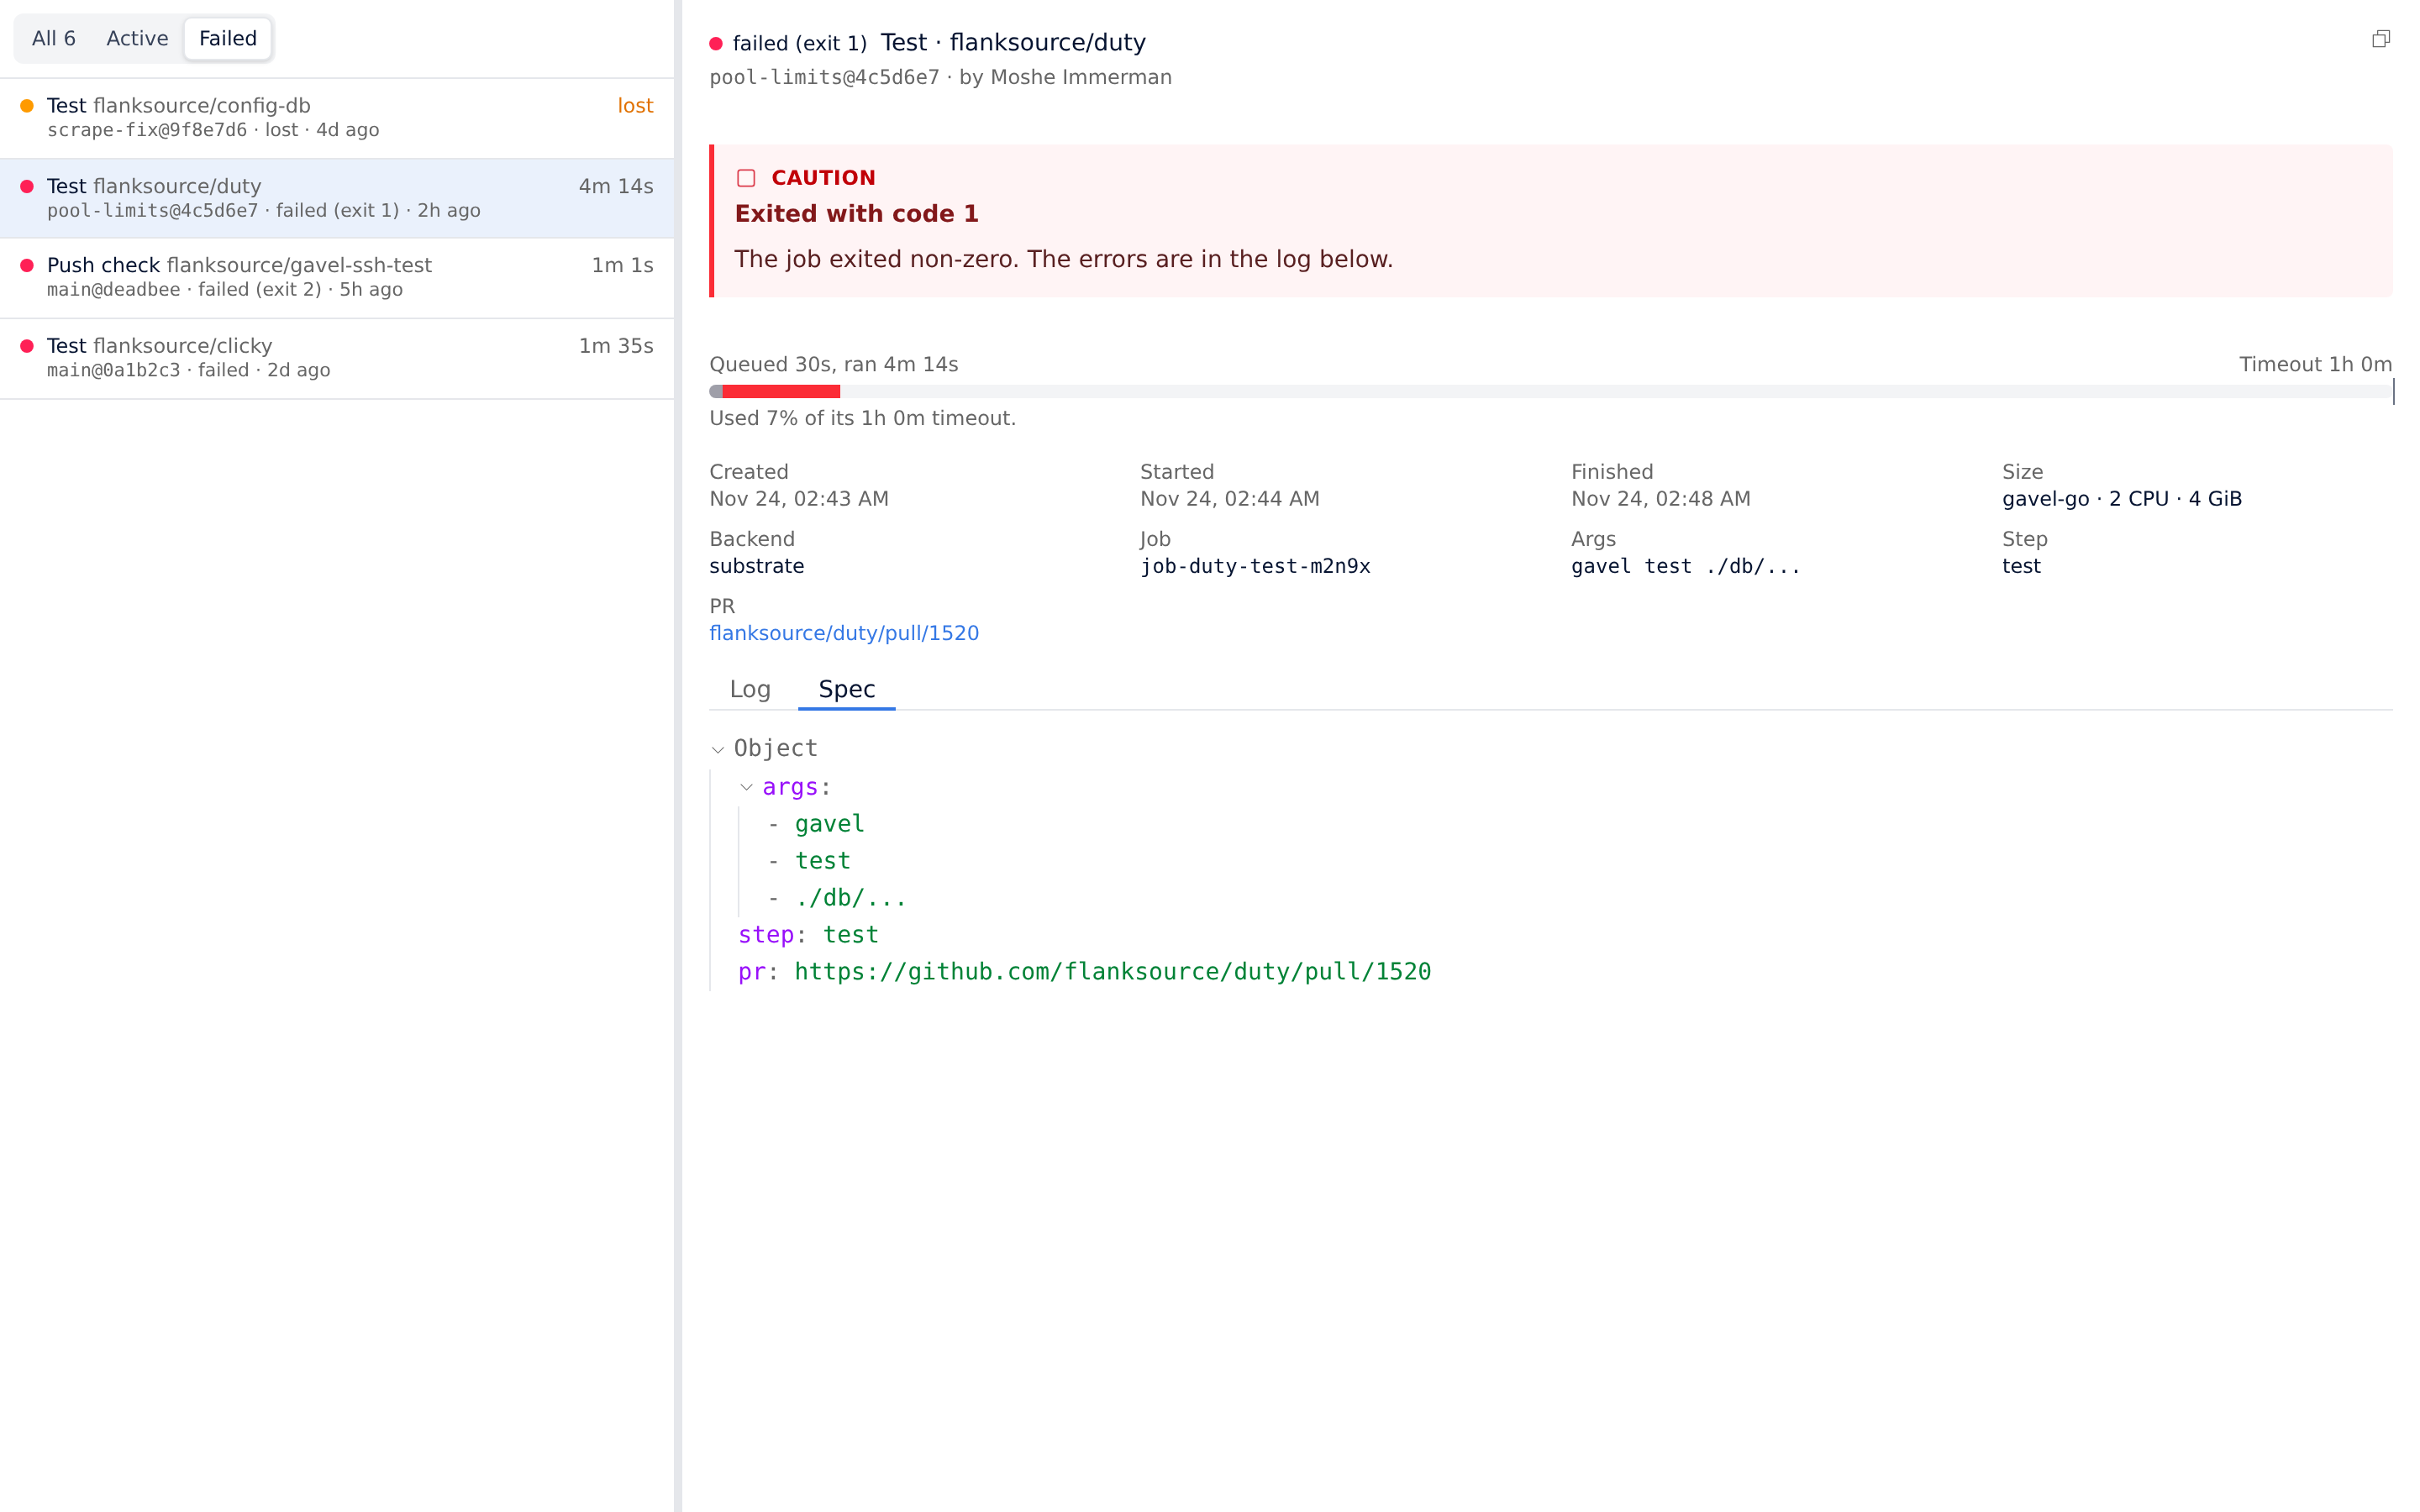 All 6 Active Failed
Test flanksource/config-db lost
scrape-fix@9f8e7d6 · lost · 4d ago
Test flanksource/duty 4m 14s
pool-limits@4c5d6e7 · failed (exit 1) · 2h ago
Push check flanksource/gavel-ssh-test 1m 1s
main@deadbee · failed (exit 2) · 5h ago
Test flanksource/clicky 1m 35s
main@0a1b2c3 · failed · 2d ago
failed (exit 1) Test · flanksource/duty
pool-limits@4c5d6e7 · by Moshe Immerman
CAUTION
Exited with code 1
The job exited non-zero. The errors are in the log below.
Queued 30s, ran 4m 14s Timeout 1h 0m
Used 7% of its 1h 0m timeout.
Created Started Finished Size
Nov 24, 02:43 AM Nov 24, 02:44 AM Nov 24, 02:48 AM gavel-go · 2 CPU · 4 GiB
Backend Job Args Step
substrate job-duty-test-m2n9x gavel test ./db/... test
PR
flanksource/duty/pull/1520
Log Spec
Object
args:
- gavel
- test
- ./db/...
step: test
pr: https://github.com/flanksource/duty/pull/1520